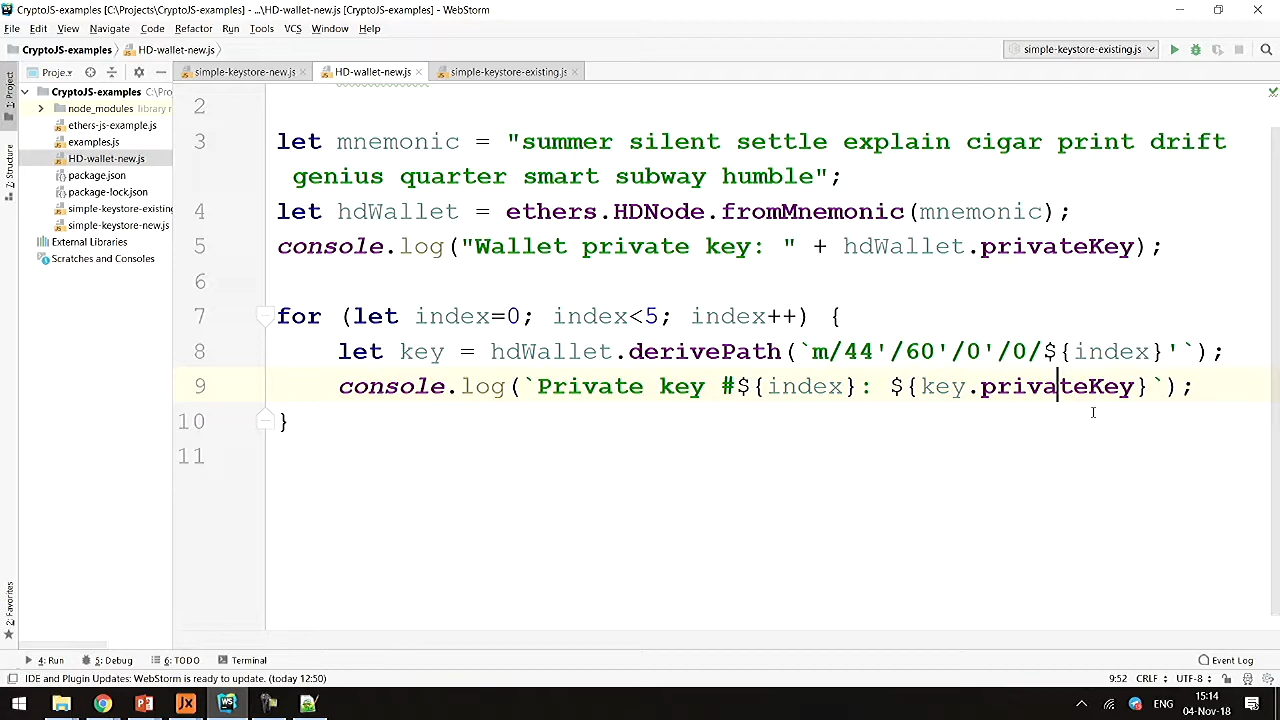 CryptoJS-examples [C:\Projects\CryptoJS-examples] - ...\HD-wallet-new.js [CryptoJS-examples] - WebStorm
File Edit View Navigate Code Refactor Run Tools VCS Window Help
CryptoJS-examples HD-wallet-new.js simple-keystore-existing.js
Proje... simple-keystore-new.js HD-wallet-new.js simple-keystore-existing.js
1: Project
Z: Structure
2: Favorites
CryptoJS-examples C:\Pro
node_modules library r
ethers-js-example.js
examples.js
HD-wallet-new.js
package.json
package-lock.json
simple-keystore-existing
simple-keystore-new.js
External Libraries
Scratches and Consoles
2
3 let mnemonic = "summer silent settle explain cigar print drift
genius quarter smart subway humble";
4 let hdWallet = ethers.HDNode.fromMnemonic(mnemonic);
5 console.log("Wallet private key: " + hdWallet.privateKey);
6
7 for (let index=0; index<5; index++) {
8 let key = hdWallet.derivePath(`m/44'/60'/0'/0/${index}'`);
9 console.log(`Private key #${index}: ${key.privateKey}`);
10 }
11
4: Run 5: Debug 6: TODO Terminal Event Log
IDE and Plugin Updates: WebStorm is ready to update. (today 12:50) 9:52 CRLF UTF-8
JX WS ENG 15:14
04-Nov-18